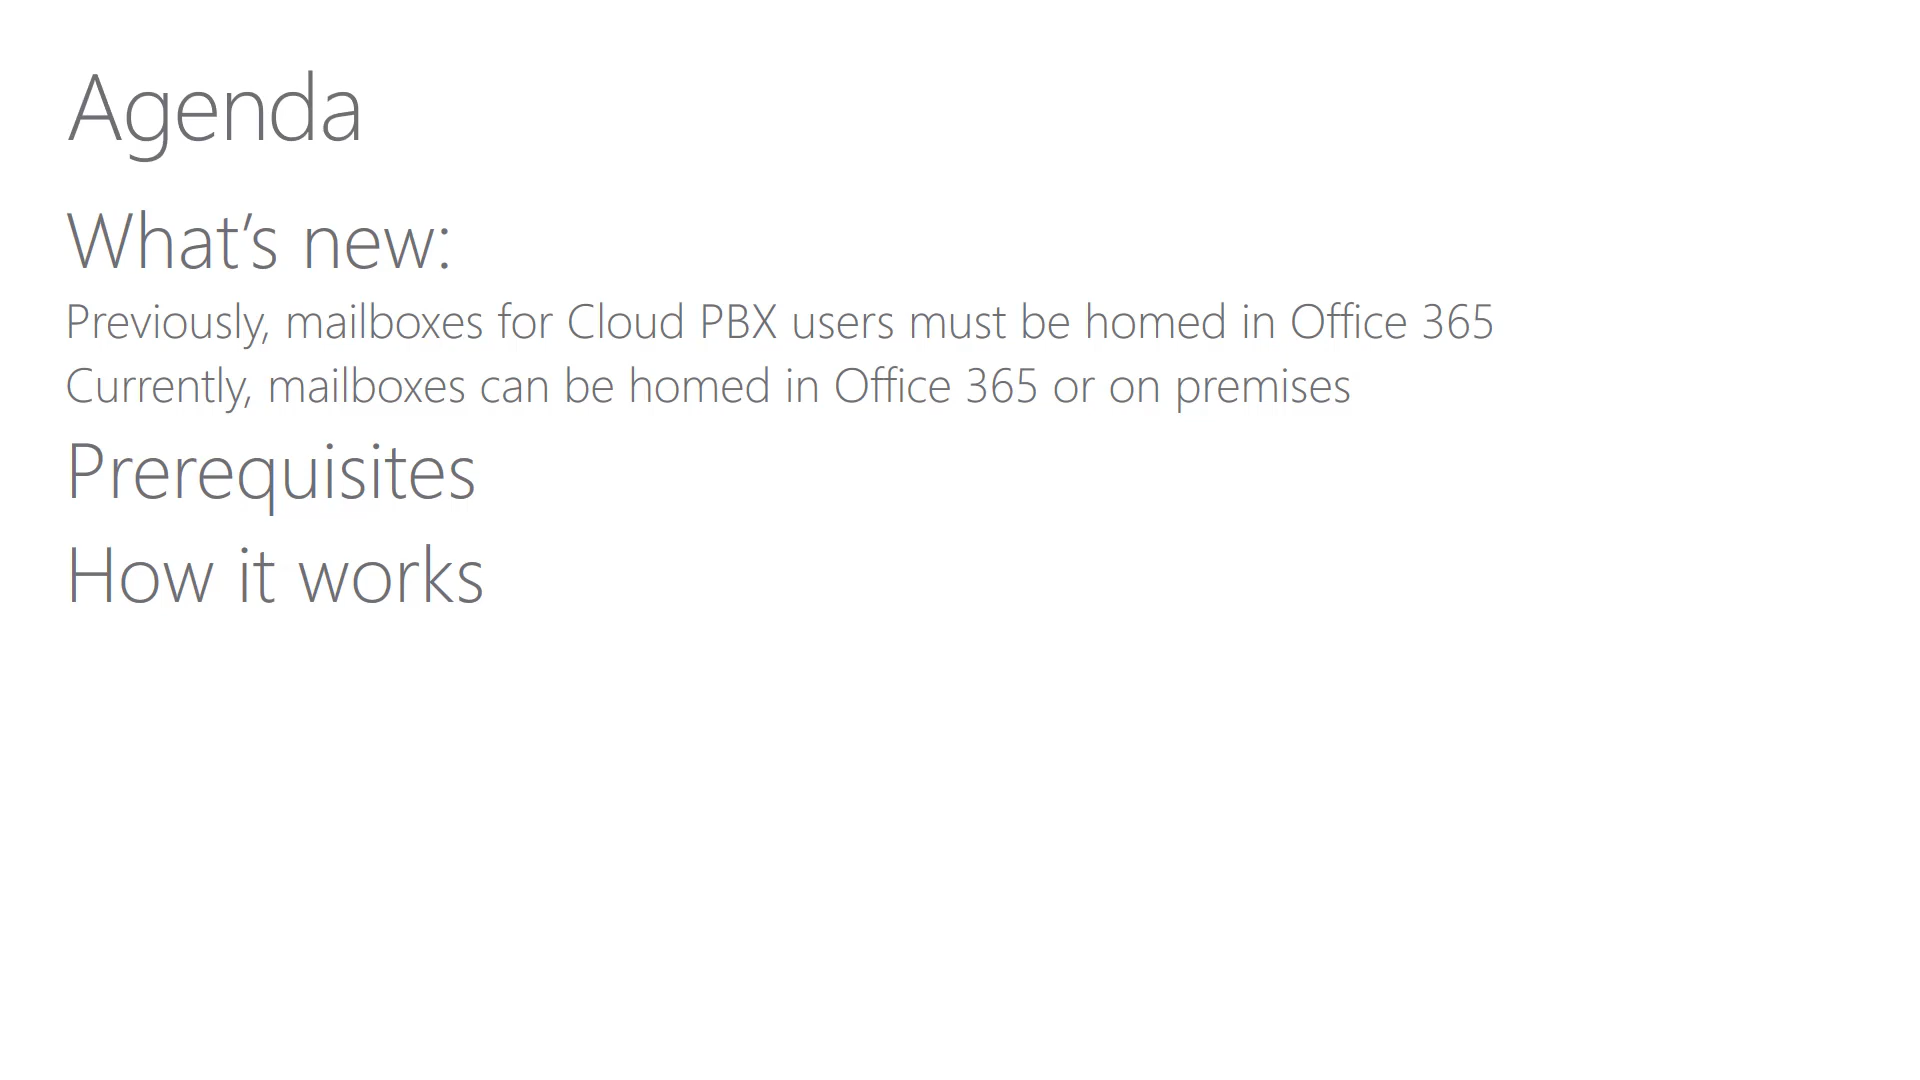 Agenda
What’s new:
Previously, mailboxes for Cloud PBX users must be homed in Office 365
Currently, mailboxes can be homed in Office 365 or on premises
Prerequisites
How it works